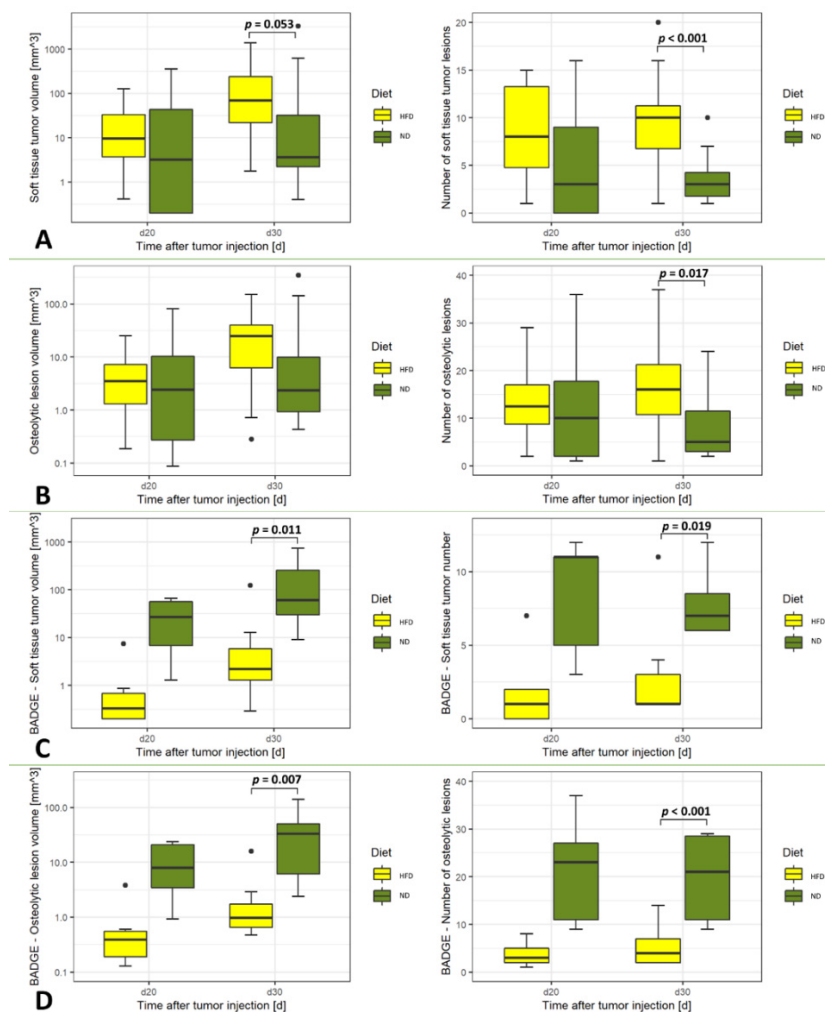 p = 0.053
Soft tissue tumor volume [mm^3]
1000
100
10
1
d20
d30
Time after tumor injection [d]
Diet
HFD
ND
A
p < 0.001
Number of soft tissue tumor lesions
20
15
10
5
0
d20
d30
Time after tumor injection [d]
Diet
HFD
ND
Osteolytic lesion volume [mm^3]
100.0
10.0
1.0
0.1
d20
d30
Time after tumor injection [d]
Diet
HFD
ND
B
p = 0.017
Number of osteolytic lesions
40
30
20
10
0
d20
d30
Time after tumor injection [d]
Diet
HFD
ND
p = 0.011
BADGE - Soft tissue tumor volume [mm^3]
1000
100
10
1
d20
d30
Time after tumor injection [d]
Diet
HFD
ND
C
p = 0.019
BADGE - Soft tissue tumor number
10
5
0
d20
d30
Time after tumor injection [d]
Diet
HFD
ND
p = 0.007
BADGE - Osteolytic lesion volume [mm^3]
100.0
10.0
1.0
0.1
d20
d30
Time after tumor injection [d]
Diet
HFD
ND
D
p < 0.001
BADGE - Number of osteolytic lesions
40
30
20
10
0
d20
d30
Time after tumor injection [d]
Diet
HFD
ND